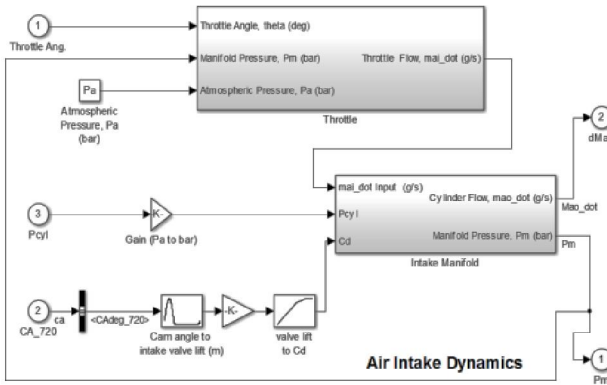 1
Throttle Ang.
Throttle Angle, theta (deg)
Manifold Pressure, Pm (bar)
Atmospheric Pressure, Pa (bar)
Throttle Flow, mai_dot (g/s)
Throttle
Pa
Atmospheric
Pressure, Pa
(bar)
mai_dot input (g/s)
Pcyl
Cd
Cylinder Flow, mao_dot (g/s)
Manifold Pressure, Pm (bar)
Intake Manifold
2
dMa
Mao_dot
Pm
3
Pcyl
-K-
Gain (Pa to bar)
2
CA_720
ca
<CAdeg_720>
Cam angle to
intake valve lift (m)
-K-
valve lift
to Cd
Air Intake Dynamics
1
Pm